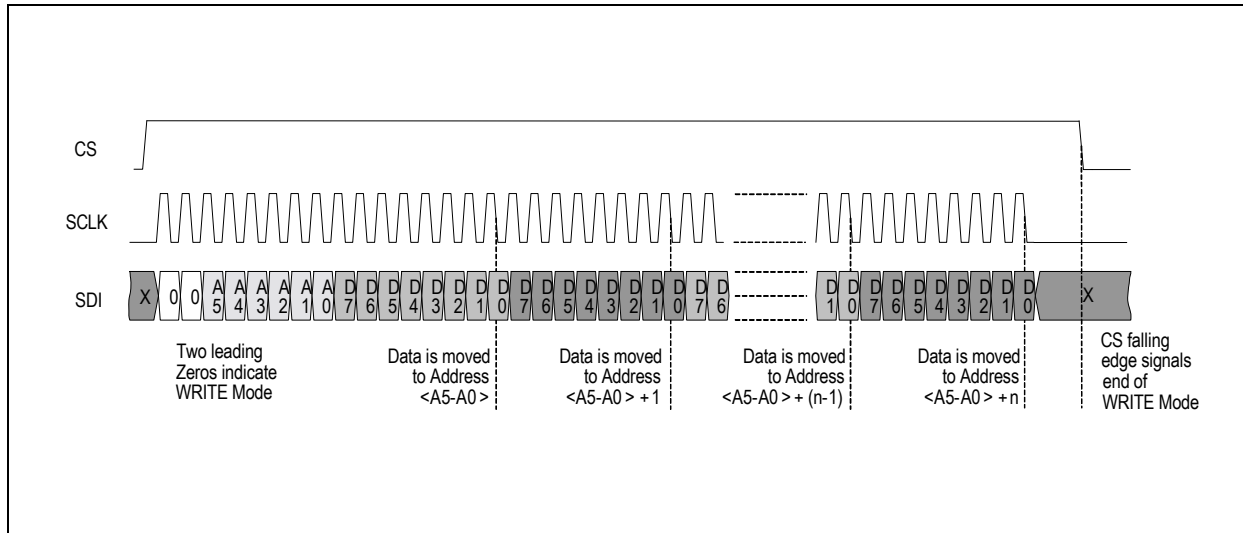 CS
SCLK
SDI
X 0 0 A5 A4 A3 A2 A1 A0 D7 D6 D5 D4 D3 D2 D1 D0 D7 D6 D5 D4 D3 D2 D1 D0 D7 D6 D1 D0 D7 D6 D5 D4 D3 D2 D1 D0 X
Two leading
Zeros indicate
WRITE Mode
Data is moved
to Address
<A5-A0 >
Data is moved
to Address
<A5-A0 > + 1
Data is moved
to Address
<A5-A0 > + (n-1)
Data is moved
to Address
<A5-A0 > + n
CS falling
edge signals
end of
WRITE Mode